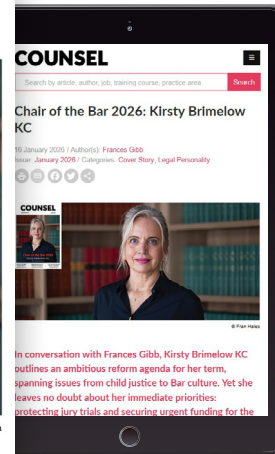 COUNSEL
Search by article, author, job, training course, practice area
Search
Chair of the Bar 2026: Kirsty Brimelow
KC
16 January 2026 / Author(s): Frances Gibb
Issue: January 2026 / Categories: Cover Story, Legal Personality
COUNSEL
© Fran Hales
In conversation with Frances Gibb, Kirsty Brimelow KC
outlines an ambitious reform agenda for her term,
spanning issues from child justice to Bar culture. Yet she
leaves no doubt about her immediate priorities:
protecting jury trials and securing urgent funding for the